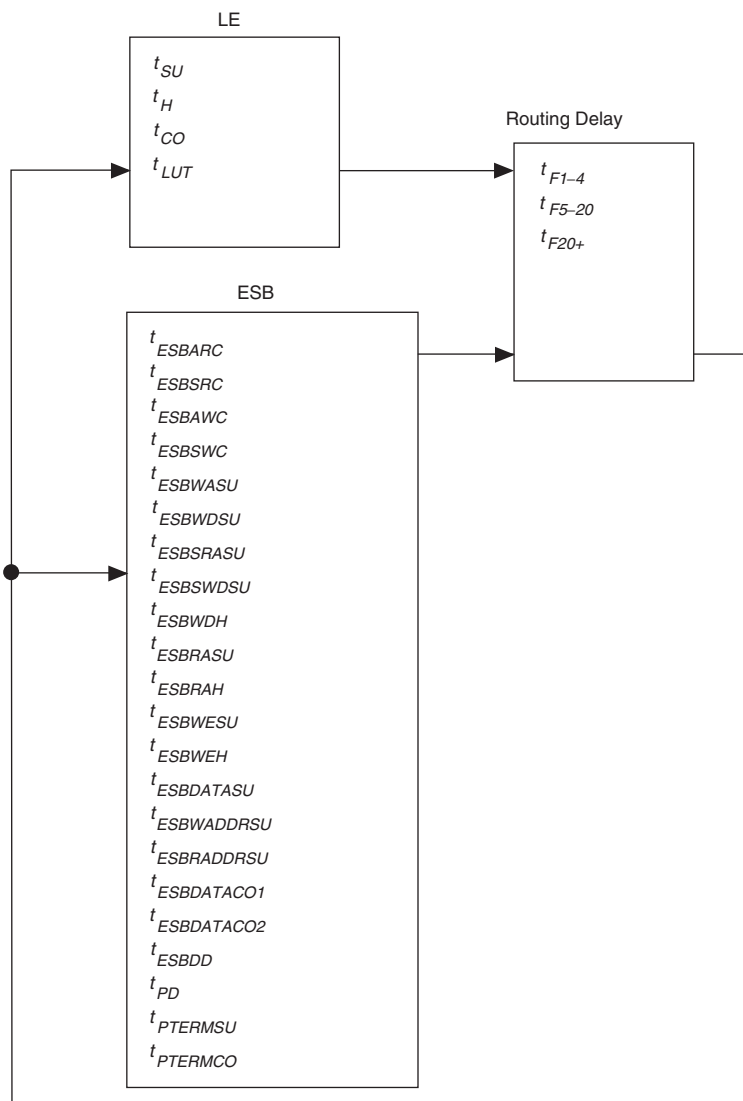 LE
tSU
tH
tCO
tLUT
Routing Delay
tF1–4
tF5–20
tF20+
ESB
tESBARC
tESBSRC
tESBAWC
tESBSWC
tESBWASU
tESBWDSU
tESBSRASU
tESBSWDSU
tESBWDH
tESBRASU
tESBRAH
tESBWESU
tESBWEH
tESBDATASU
tESBWADDRSU
tESBRADDRSU
tESBDATACO1
tESBDATACO2
tESBDD
tPD
tPTERMSU
tPTERMCO